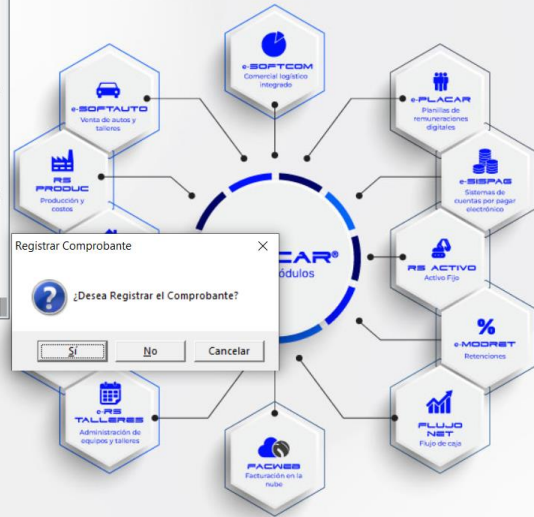 e-SOFTCOM
Comercial logístico
integrado
e-SOFTAUTO
Venta de autos y
talleres
e-PLACAR
Planillas de
remuneraciones
digitales
RS
PRODUC
Producción y
costos
e-SISPAG
Sistemas de
cuentas por pagar
electrónico
Registrar Comprobante
¿Desea Registrar el Comprobante?
Sí
No
Cancelar
CAR®
ódulos
RS ACTIVO
Activo Fijo
e-MODRET
Retenciones
e-RS
TALLERES
Administración de
equipos y talleres
FLUJO
NET
Flujo de caja
FACWEB
Facturación en la
nube